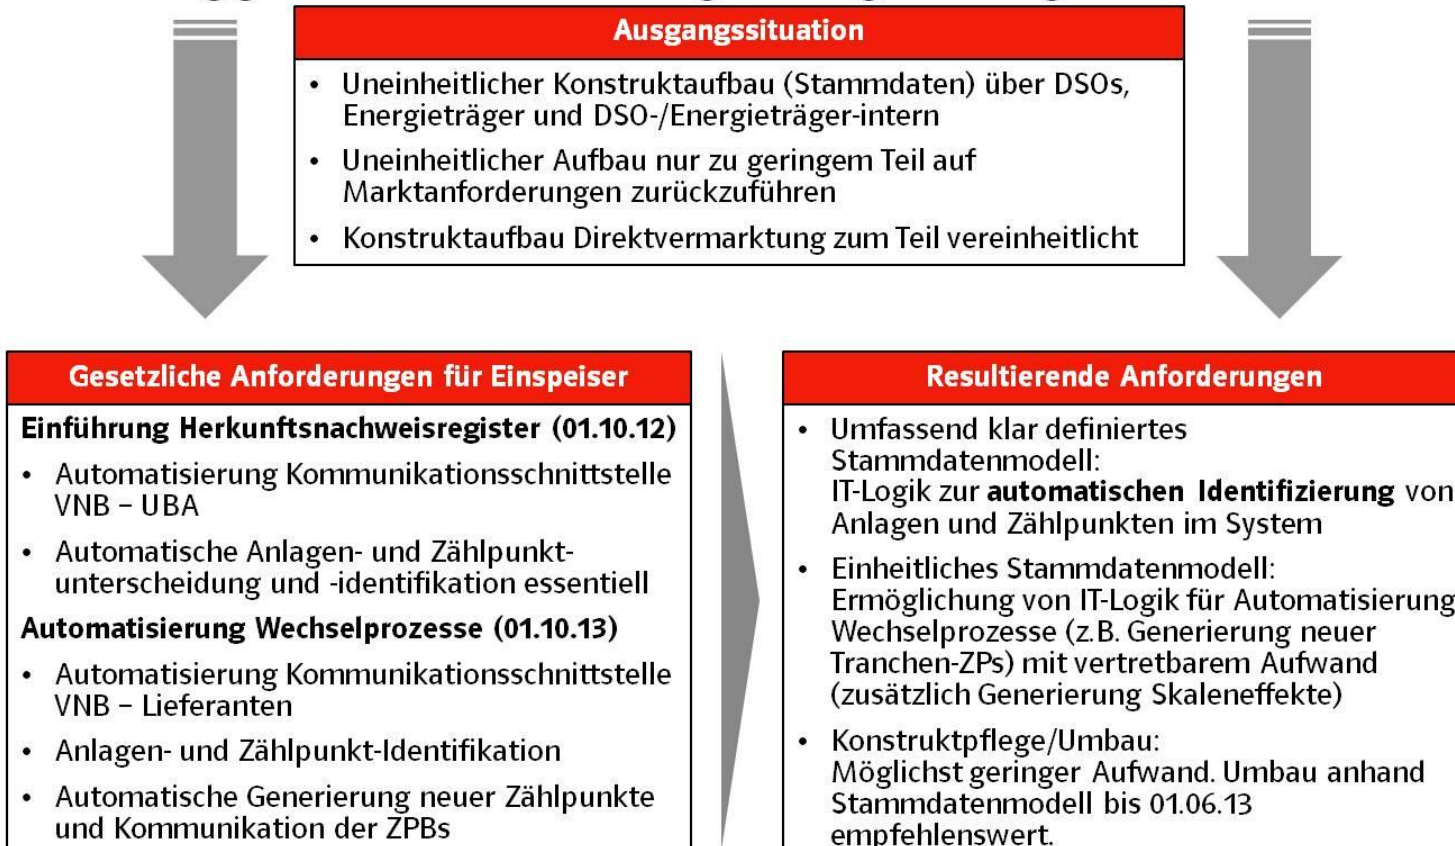 Ausgangssituation
• Uneinheitlicher Konstruktaufbau (Stammdaten) über DSOs,
Energieträger und DSO-/Energieträger-intern
• Uneinheitlicher Aufbau nur zu geringem Teil auf
Marktanforderungen zurückzuführen
• Konstruktaufbau Direktvermarktung zum Teil vereinheitlicht
Gesetzliche Anforderungen für Einspeiser
Einführung Herkunftsnachweisregister (01.10.12)
• Automatisierung Kommunikationsschnittstelle
VNB – UBA
• Automatische Anlagen- und Zählpunkt-
unterscheidung und -identifikation essentiell
Automatisierung Wechselprozesse (01.10.13)
• Automatisierung Kommunikationsschnittstelle
VNB – Lieferanten
• Anlagen- und Zählpunkt-Identifikation
• Automatische Generierung neuer Zählpunkte
und Kommunikation der ZPBs
Resultierende Anforderungen
• Umfassend klar definiertes
Stammdatenmodell:
IT-Logik zur automatischen Identifizierung von
Anlagen und Zählpunkten im System
• Einheitliches Stammdatenmodell:
Ermöglichung von IT-Logik für Automatisierung
Wechselprozesse (z.B. Generierung neuer
Tranchen-ZPs) mit vertretbarem Aufwand
(zusätzlich Generierung Skaleneffekte)
• Konstruktpflege/Umbau:
Möglichst geringer Aufwand. Umbau anhand
Stammdatenmodell bis 01.06.13
empfehlenswert.